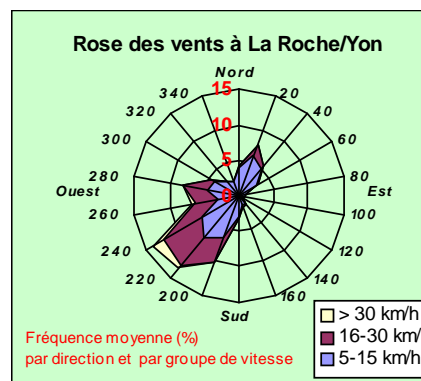 Rose des vents à La Roche/Yon
Nord
20
40
60
80
Est
100
120
140
160
Sud
200
220
240
260
Ouest
280
300
320
340
15
10
5
0
> 30 km/h
16-30 km/
5-15 km/h
Fréquence moyenne (%)
par direction et par groupe de vitesse